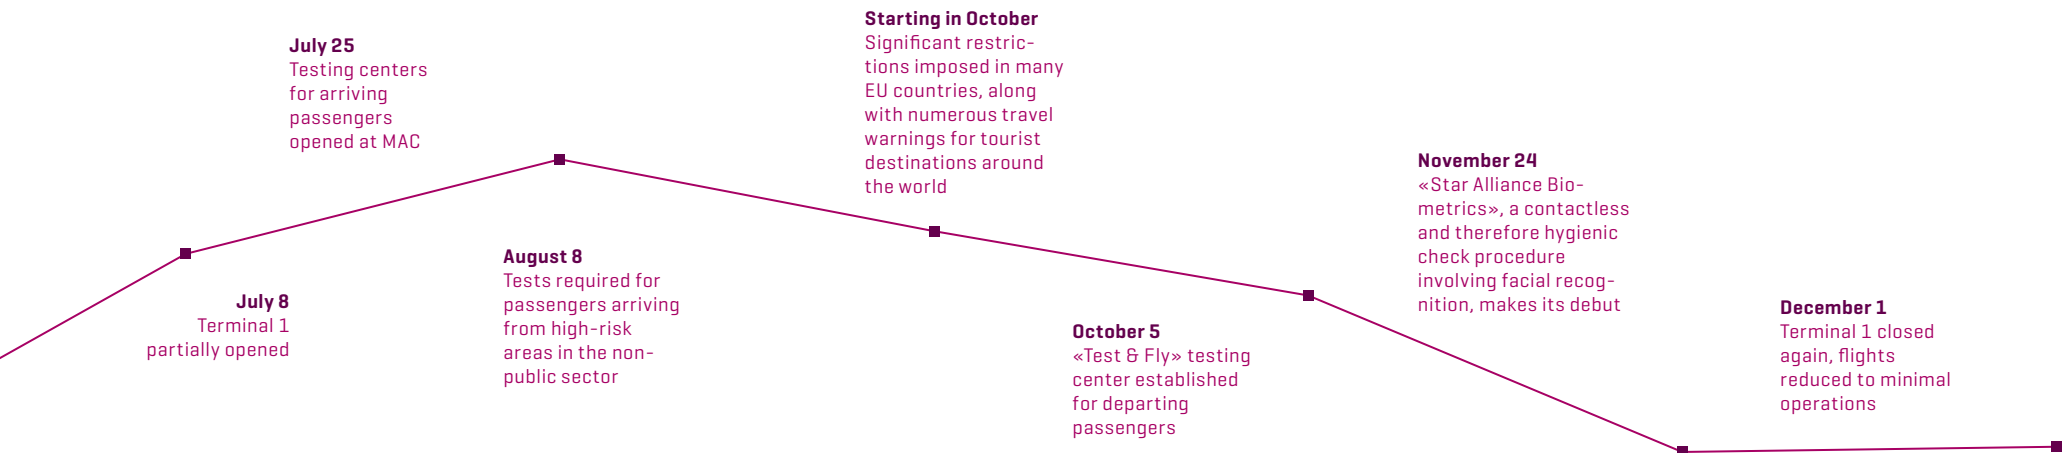 July 25
Testing centers
for arriving
passengers
opened at MAC
July 8
Terminal 1
partially opened
August 8
Tests required for
passengers arriving
from high-risk
areas in the non-
public sector
Starting in October
Significant restric-
tions imposed in many
EU countries, along
with numerous travel
warnings for tourist
destinations around
the world
October 5
«Test & Fly» testing
center established
for departing
passengers
November 24
«Star Alliance Bio-
metrics», a contactless
and therefore hygienic
check procedure
involving facial recog-
nition, makes its debut
December 1
Terminal 1 closed
again, flights
reduced to minimal
operations